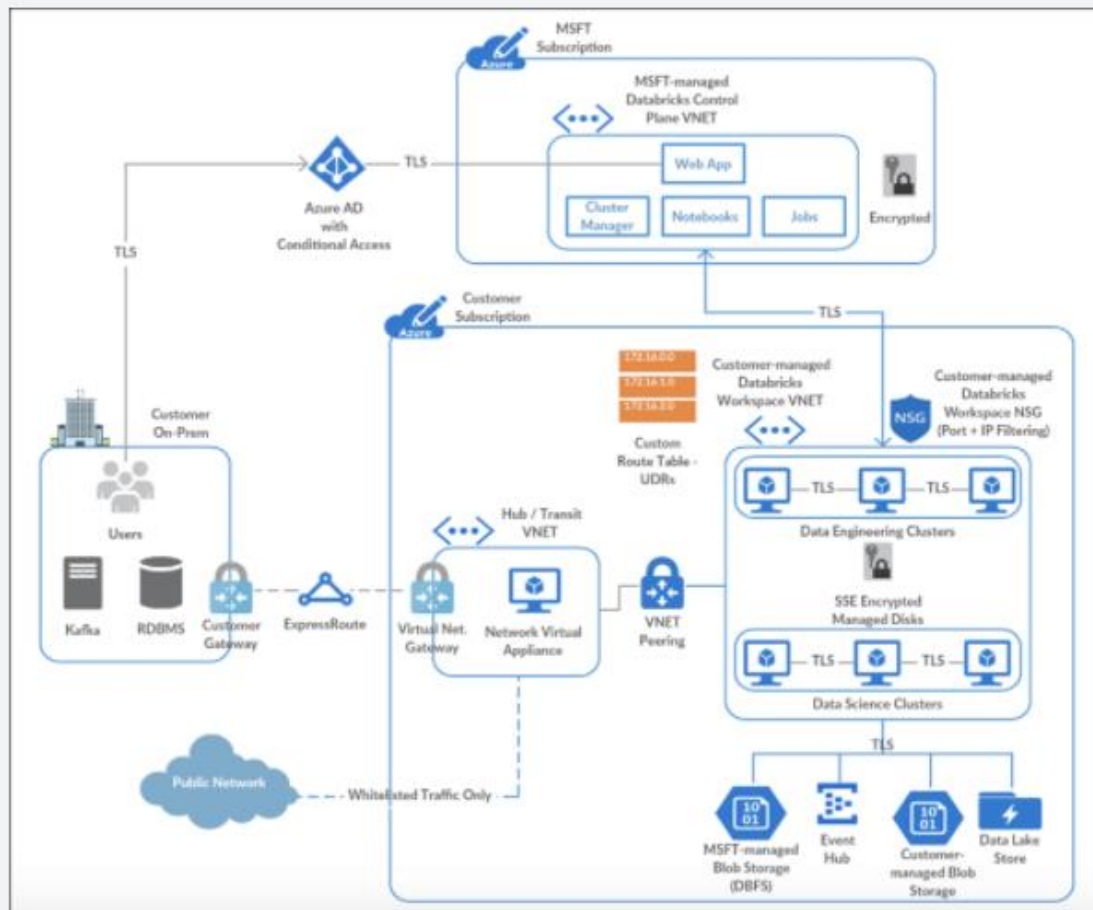 MSFT
Subscription
Azure
MSFT-managed
Databricks Control
Plane VNET
Web App
TLS
Cluster
Manager
Notebooks
Jobs
Encrypted
Azure AD
with
Conditional Access
TLS
Customer
Subscription
Azure
TLS
172.16.0.0
172.16.1.0
172.16.2.0
Custom
Route Table -
UDRs
Customer-managed
Databricks
Workspace VNET
NSG
Customer-managed
Databricks
Workspace NSG
(Port + IP Filtering)
Customer
On-Prem
Users
Kafka
RDBMS
Customer
Gateway
ExpressRoute
Hub / Transit
VNET
Virtual Net.
Gateway
Network Virtual
Appliance
VNET
Peering
TLS
TLS
Data Engineering Clusters
SSE Encrypted
Managed Disks
TLS
TLS
Data Science Clusters
TLS
Public Network
Whitelisted Traffic Only
10
01
MSFT-managed
Blob Storage
(DBFS)
Event
Hub
10
01
Customer-
managed Blob
Storage
Data Lake
Store